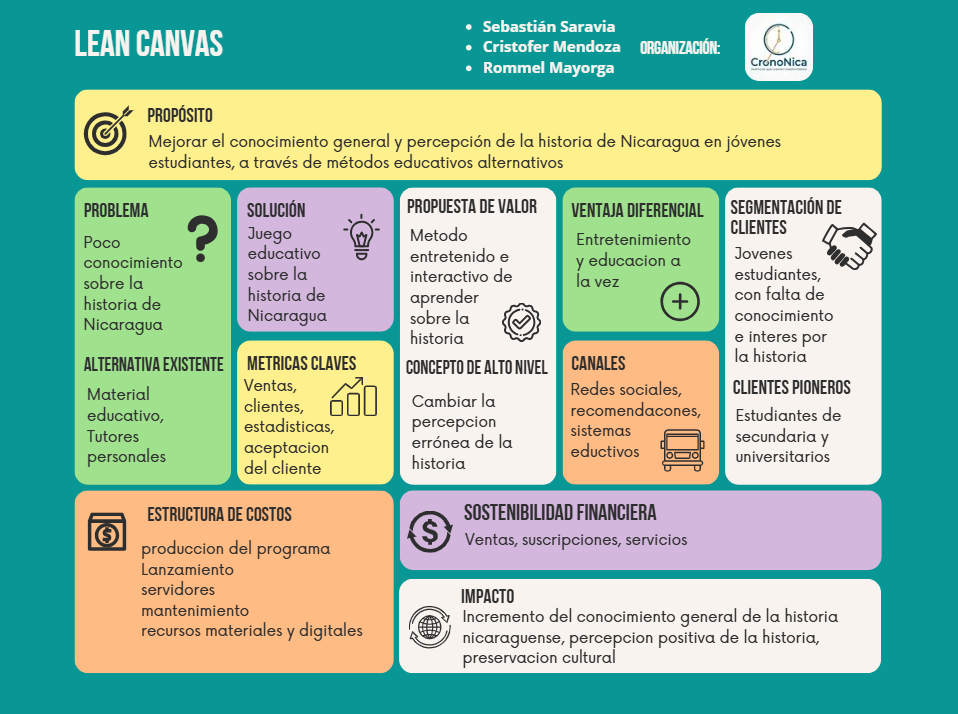 LEAN CANVAS
Sebastián Saravia
Cristofer Mendoza
Rommel Mayorga
ORGANIZACIÓN:
CronoNica
PROPÓSITO
Mejorar el conocimiento general y percepción de la historia de Nicaragua en jóvenes
estudiantes, a través de métodos educativos alternativos
PROBLEMA
Poco
conocimiento
sobre la
historia de
Nicaragua
ALTERNATIVA EXISTENTE
Material
educativo,
Tutores
personales
SOLUCIÓN
Juego
educativo
sobre la
historia de
Nicaragua
METRICAS CLAVES
Ventas,
clientes,
estadisticas,
aceptacion
del cliente
PROPUESTA DE VALOR
Metodo
entretenido e
interactivo de
aprender
sobre la
historia
CONCEPTO DE ALTO NIVEL
Cambiar la
percepcion
errónea de la
historia
VENTAJA DIFERENCIAL
Entretenimiento
y educacion a
la vez
CANALES
Redes sociales,
recomendacones,
sistemas
eductivos
SEGMENTACIÓN DE
CLIENTES
Jovenes
estudiantes,
con falta de
conocimiento
e interes por
la historia
CLIENTES PIONEROS
Estudiantes de
secundaria y
universitarios
ESTRUCTURA DE COSTOS
produccion del programa
Lanzamiento
servidores
mantenimiento
recursos materiales y digitales
SOSTENIBILIDAD FINANCIERA
Ventas, suscripciones, servicios
IMPACTO
Incremento del conocimiento general de la historia
nicaraguense, percepcion positiva de la historia,
preservacion cultural